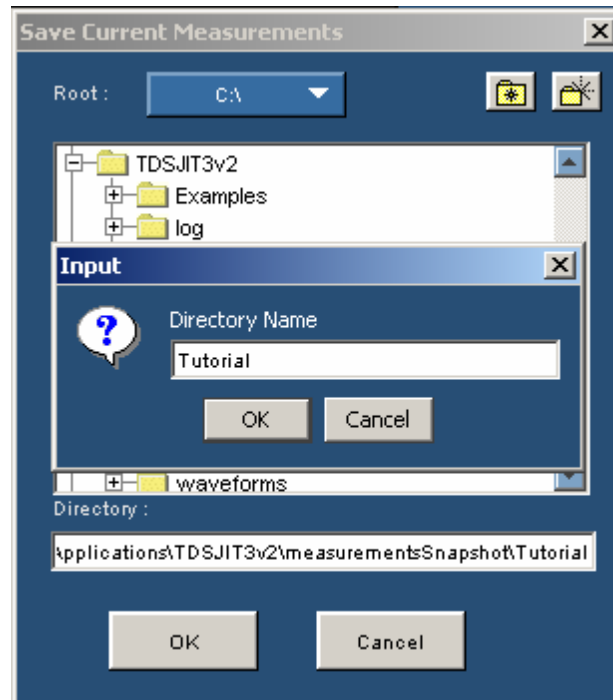 Save Current Measurements
Root :
C:\
TDSJIT3v2
Examples
log
Input
Directory Name
Tutorial
OK
Cancel
waveforms
Directory :
\pplications\TDSJIT3v2\measurementsSnapshot\Tutorial
OK
Cancel